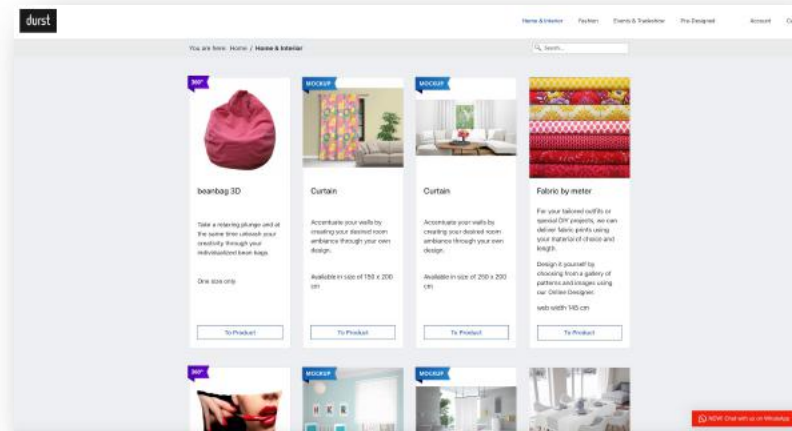 durst
Home & Interior Fashion Events & Tradeshow Pre-Designed Account
You are here: Home / Home & Interior
Search...
360°
MOCKUP
MOCKUP
beanbag 3D
Take a relaxing plunge and at
the same time unleash your
creativity through your
individualized bean bags
One size only
To Product
Curtain
Accentuate your walls by
creating your desired room
ambiance through your own
design.
Available in size of 150 x 200
cm
To Product
Curtain
Accentuate your walls by
creating your desired room
ambiance through your own
design.
Available in size of 250 x 200
cm
To Product
Fabric by meter
For your tailored outfits or
special DIY projects, we can
deliver fabric prints using
your material of choice and
length.
Design it yourself by
choosing from a gallery of
patterns and images using
our Online Designer.
web width 145 cm
To Product
360°
MOCKUP
MOCKUP
H K R
NEW! Chat with us on WhatsApp